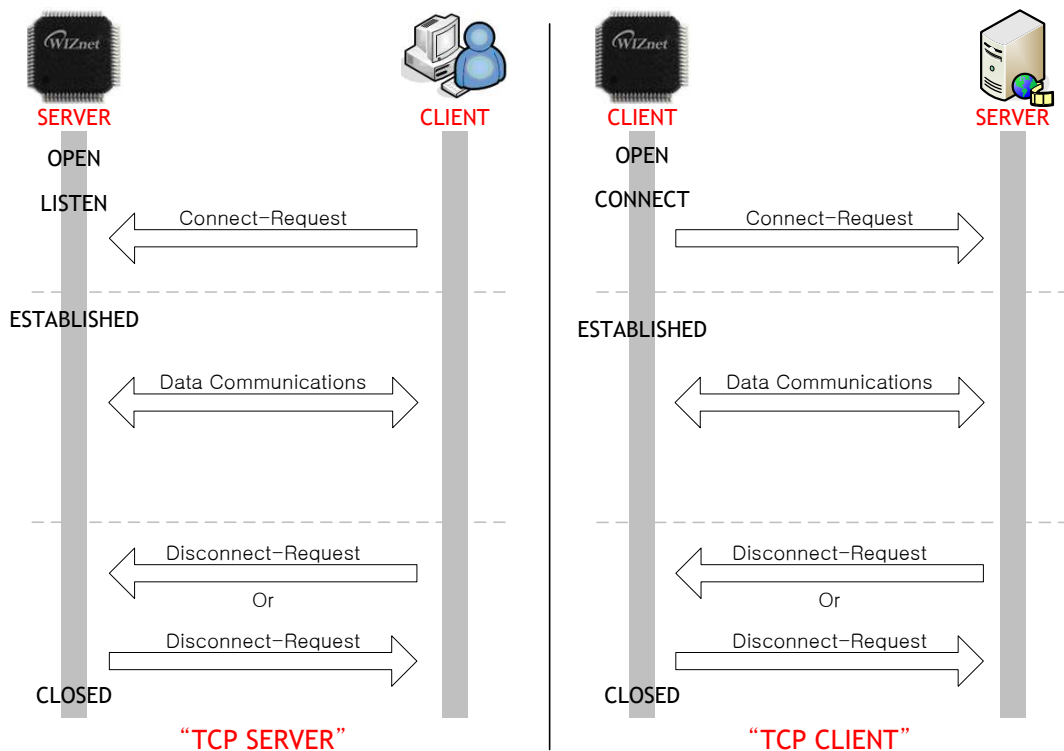 WIZnet
SERVER
CLIENT
OPEN
LISTEN
Connect-Request
ESTABLISHED
Data Communications
Disconnect-Request
Or
Disconnect-Request
CLOSED
“TCP SERVER”
WIZnet
CLIENT
SERVER
OPEN
CONNECT
Connect-Request
ESTABLISHED
Data Communications
Disconnect-Request
Or
Disconnect-Request
CLOSED
“TCP CLIENT”